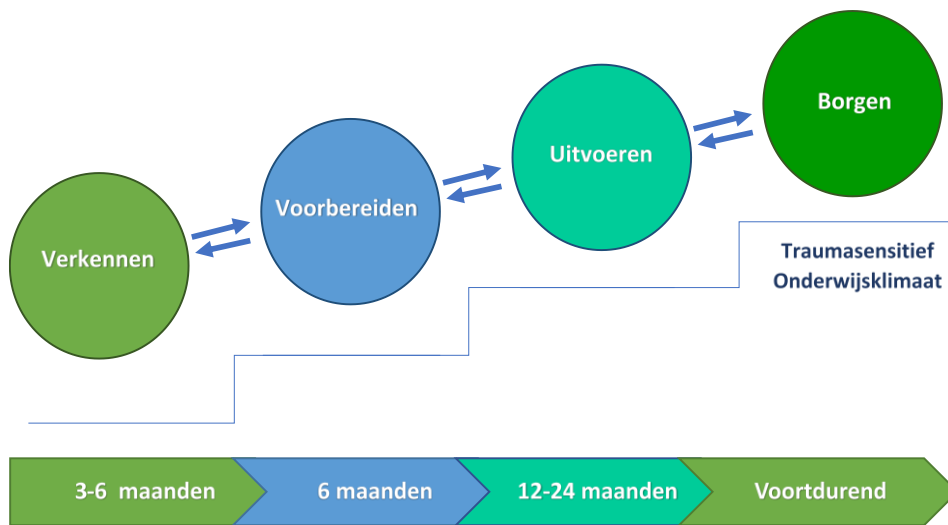 Borgen
Uitvoeren
Voorbereiden
Verkennen
Traumasensitief
Onderwijsklimaat
3-6 maanden
6 maanden
12-24 maanden
Voortdurend